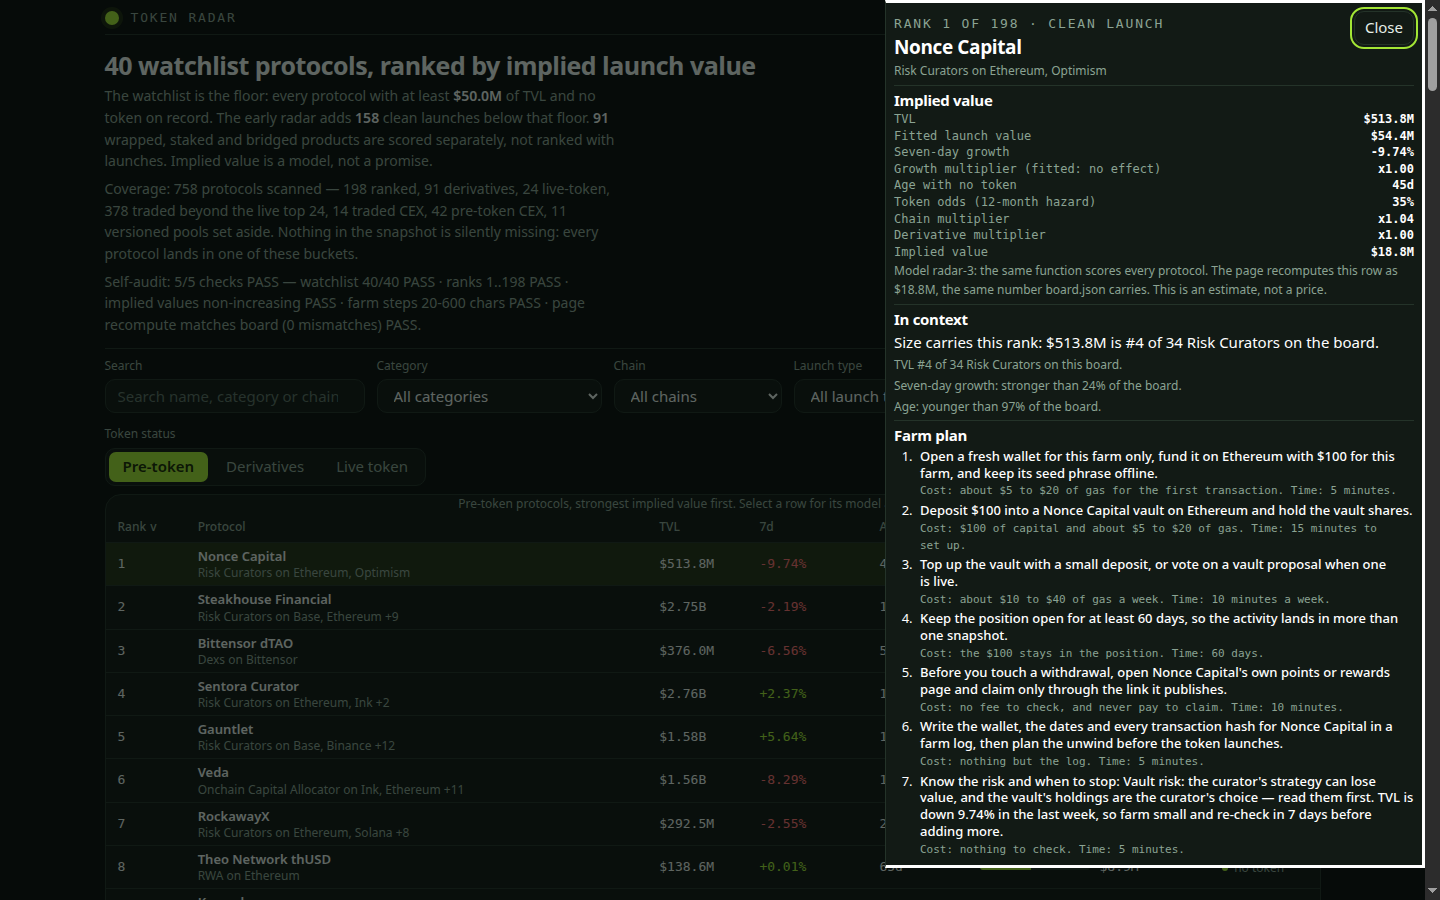 TOKEN RADAR
40 watchlist protocols, ranked by implied launch value
The watchlist is the floor: every protocol with at least $50.0M of TVL and no
token on record. The early radar adds 158 clean launches below that floor. 91
wrapped, staked and bridged products are scored separately, not ranked with
launches. Implied value is a model, not a promise.
Coverage: 758 protocols scanned — 198 ranked, 91 derivatives, 24 live-token,
378 traded beyond the live top 24, 14 traded CEX, 42 pre-token CEX, 11
versioned pools set aside. Nothing in the snapshot is silently missing: every
protocol lands in one of these buckets.
Self-audit: 5/5 checks PASS — watchlist 40/40 PASS · ranks 1..198 PASS ·
implied values non-increasing PASS · farm steps 20-600 chars PASS · page
recompute matches board (0 mismatches) PASS.
Search Category Chain Launch type
Search name, category or chain All categories All chains All launch
Token status
Pre-token Derivatives Live token
Pre-token protocols, strongest implied value first. Select a row for its model
Rank v Protocol TVL 7d
1 Nonce Capital $513.8M -9.74%
Risk Curators on Ethereum, Optimism
2 Steakhouse Financial $2.75B -2.19%
Risk Curators on Base, Ethereum +9
3 Bittensor dTAO $376.0M -6.56%
Dexs on Bittensor
4 Sentora Curator $2.76B +2.37%
Risk Curators on Ethereum, Ink +2
5 Gauntlet $1.58B +5.64%
Risk Curators on Base, Binance +12
6 Veda $1.56B -8.29%
Onchain Capital Allocator on Ink, Ethereum +11
7 RockawayX $292.5M -2.55%
Risk Curators on Ethereum, Solana +8
8 Theo Network thUSD $138.6M +0.01%
RWA on Ethereum
RANK 1 OF 198 · CLEAN LAUNCH
Close
Nonce Capital
Risk Curators on Ethereum, Optimism
Implied value
TVL $513.8M
Fitted launch value $54.4M
Seven-day growth -9.74%
Growth multiplier (fitted: no effect) x1.00
Age with no token 45d
Token odds (12-month hazard) 35%
Chain multiplier x1.04
Derivative multiplier x1.00
Implied value $18.8M
Model radar-3: the same function scores every protocol. The page recomputes this row as
$18.8M, the same number board.json carries. This is an estimate, not a price.
In context
Size carries this rank: $513.8M is #4 of 34 Risk Curators on the board.
TVL #4 of 34 Risk Curators on this board.
Seven-day growth: stronger than 24% of the board.
Age: younger than 97% of the board.
Farm plan
1. Open a fresh wallet for this farm only, fund it on Ethereum with $100 for this
farm, and keep its seed phrase offline.
Cost: about $5 to $20 of gas for the first transaction. Time: 5 minutes.
2. Deposit $100 into a Nonce Capital vault on Ethereum and hold the vault shares.
Cost: $100 of capital and about $5 to $20 of gas. Time: 15 minutes to
set up.
3. Top up the vault with a small deposit, or vote on a vault proposal when one
is live.
Cost: about $10 to $40 of gas a week. Time: 10 minutes a week.
4. Keep the position open for at least 60 days, so the activity lands in more than
one snapshot.
Cost: the $100 stays in the position. Time: 60 days.
5. Before you touch a withdrawal, open Nonce Capital's own points or rewards
page and claim only through the link it publishes.
Cost: no fee to check, and never pay to claim. Time: 10 minutes.
6. Write the wallet, the dates and every transaction hash for Nonce Capital in a
farm log, then plan the unwind before the token launches.
Cost: nothing but the log. Time: 5 minutes.
7. Know the risk and when to stop: Vault risk: the curator's strategy can lose
value, and the vault's holdings are the curator's choice — read them first. TVL is
down 9.74% in the last week, so farm small and re-check in 7 days before
adding more.
Cost: nothing to check. Time: 5 minutes.